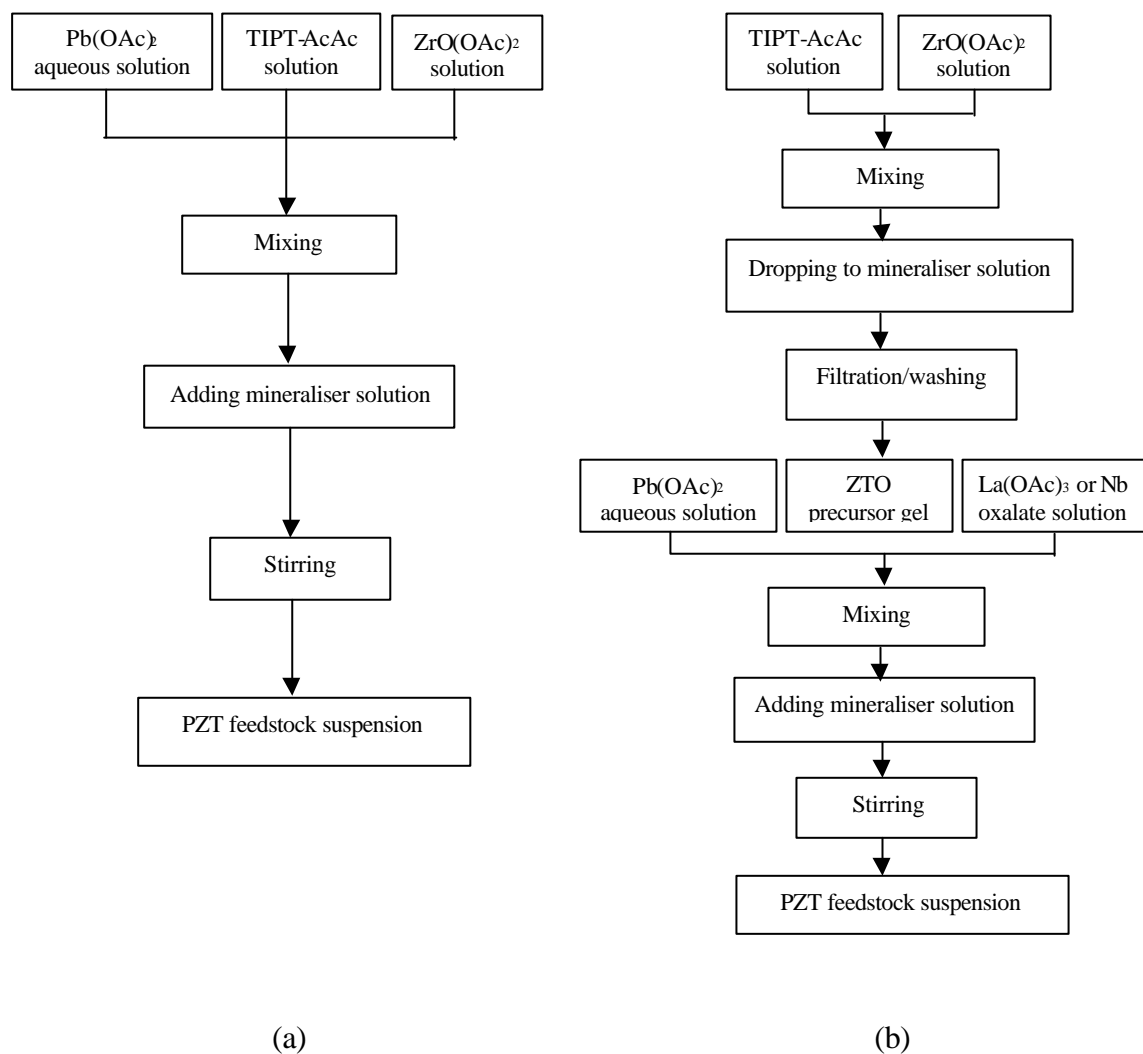 Pb(OAc)2
aqueous solution
TIPT-AcAc
solution
ZrO(OAc)2
solution
Mixing
Adding mineraliser solution
Stirring
PZT feedstock suspension
(a)
TIPT-AcAc
solution
ZrO(OAc)2
solution
Mixing
Dropping to mineraliser solution
Filtration/washing
Pb(OAc)2
aqueous solution
ZTO
precursor gel
La(OAc)3 or Nb
oxalate solution
Mixing
Adding mineraliser solution
Stirring
PZT feedstock suspension
(b)